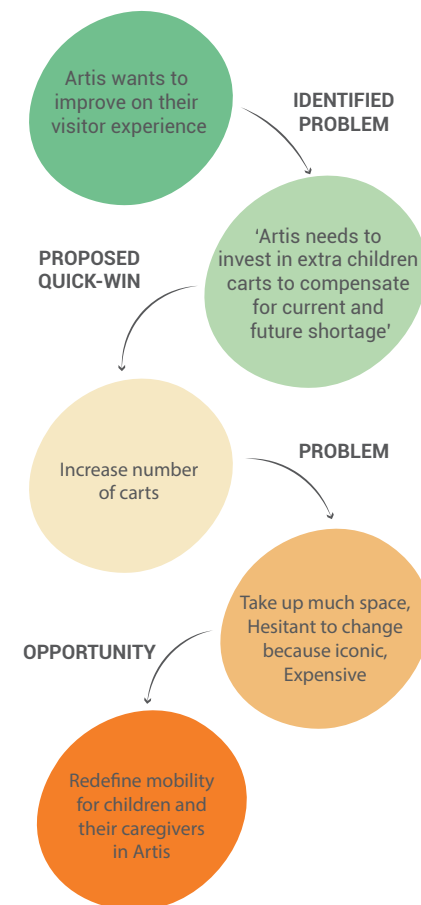 Artis wants to
improve on their
visitor experience
IDENTIFIED
PROBLEM
'Artis needs to
invest in extra children
carts to compensate
for current and
future shortage'
PROPOSED
QUICK-WIN
Increase number
of carts
PROBLEM
Take up much space,
Hesitant to change
because iconic,
Expensive
OPPORTUNITY
Redefine mobility
for children and
their caregivers
in Artis